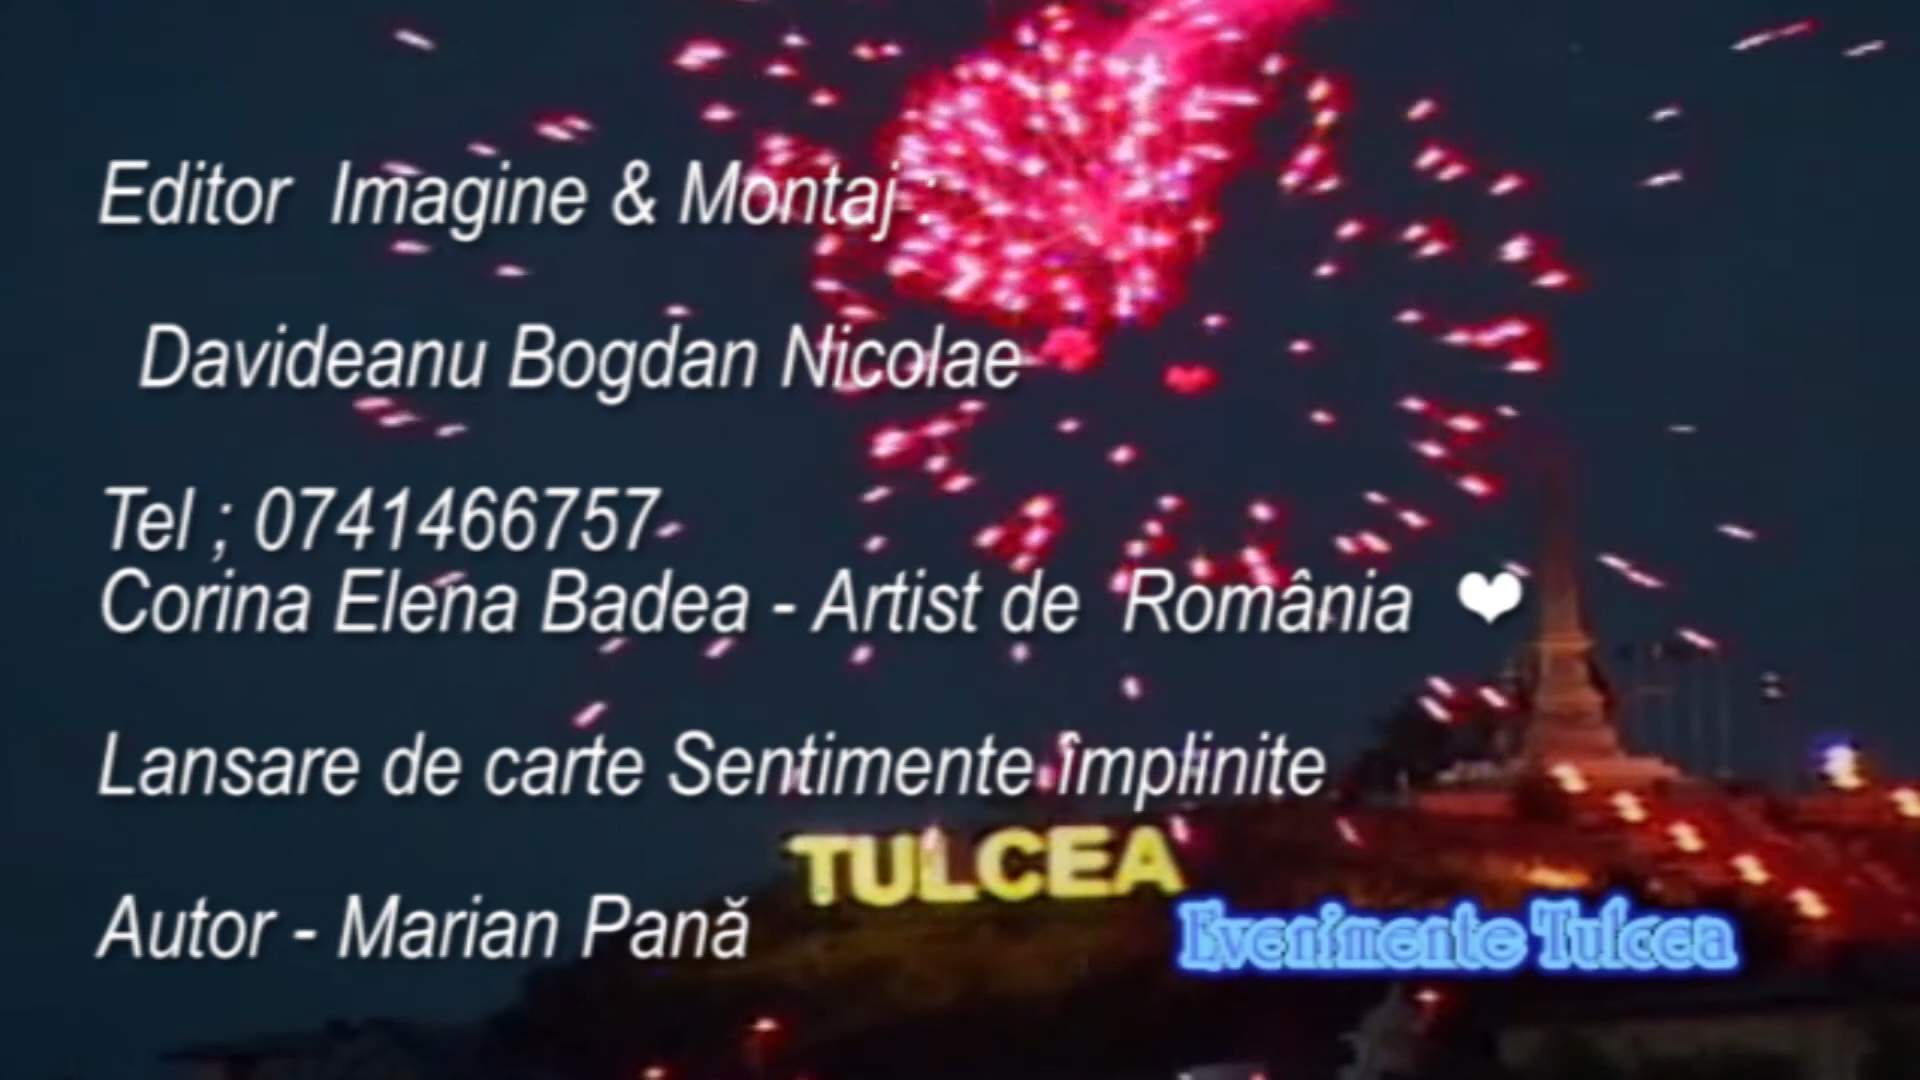 Editor  Imagine & Montaj :
Davideanu Bogdan Nicolae
Tel ; 0741466757
Corina Elena Badea - Artist de  România ❤
Lansare de carte Sentimente împlinite
TULCEA
Autor - Marian Pană
Evenimente Tulcea